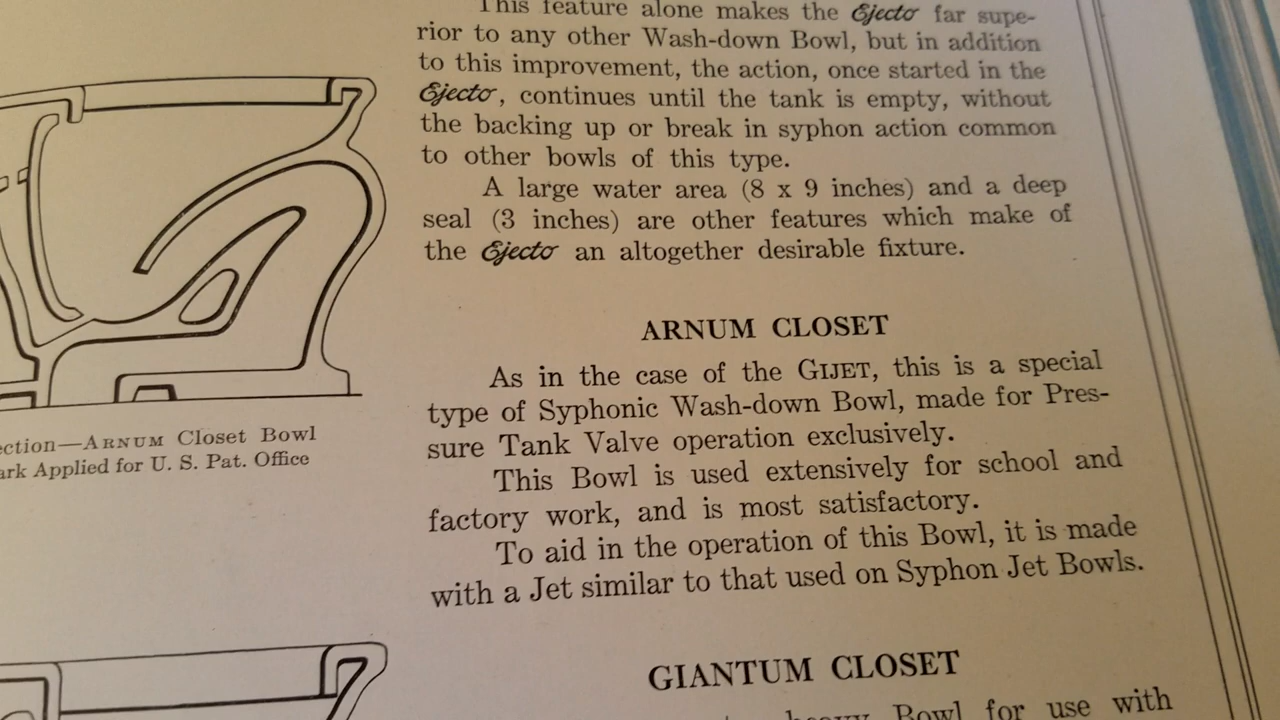 This feature alone makes the Ejecto far supe-
rior to any other Wash-down Bowl, but in addition
to this improvement, the action, once started in the
Ejecto, continues until the tank is empty, without
the backing up or break in syphon action common
to other bowls of this type.
A large water area (8 x 9 inches) and a deep
seal (3 inches) are other features which make of
the Ejecto an altogether desirable fixture.
ARNUM CLOSET
As in the case of the GIJET, this is a special
type of Syphonic Wash-down Bowl, made for Pres-
sure Tank Valve operation exclusively.
This Bowl is used extensively for school and
factory work, and is most satisfactory.
To aid in the operation of this Bowl, it is made
with a Jet similar to that used on Syphon Jet Bowls.
GIANTUM CLOSET
heavy Bowl for use with
ection—ARNUM Closet Bowl
ark Applied for U. S. Pat. Office